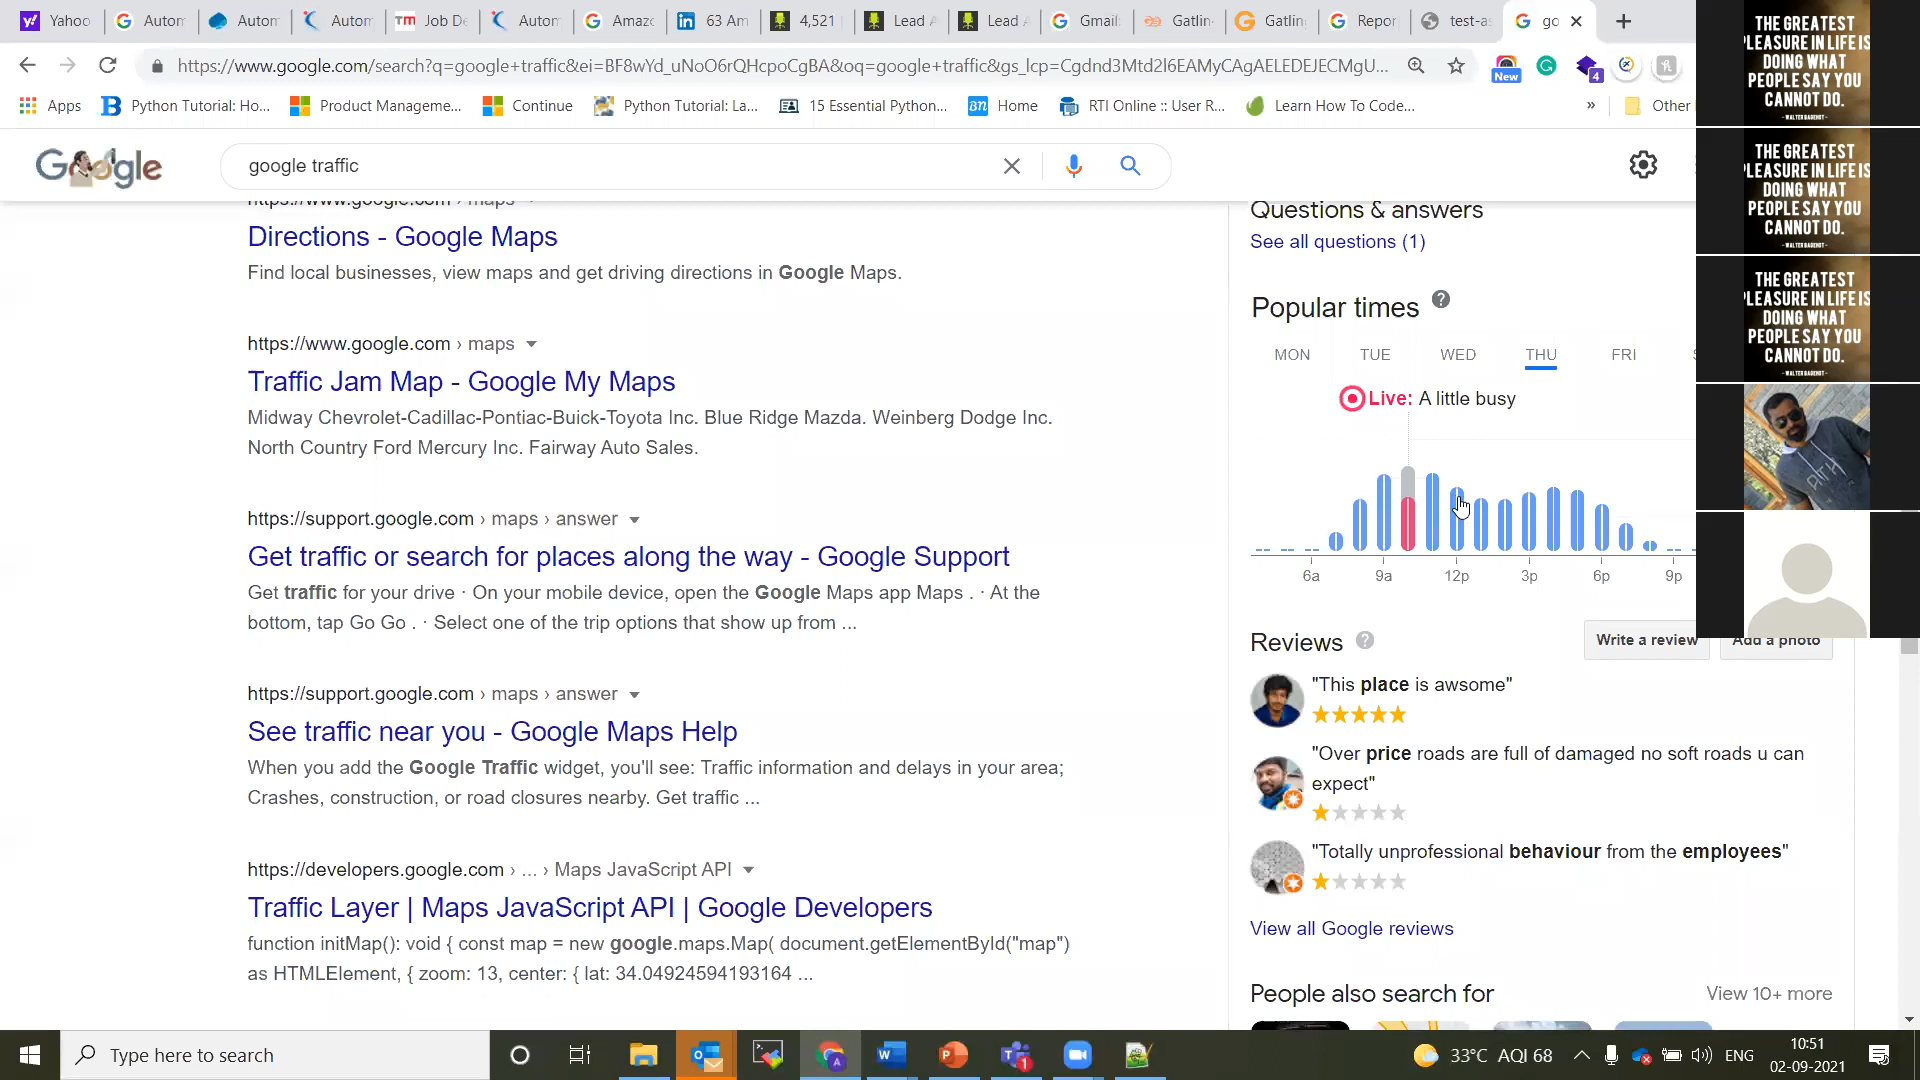 Yahoo
Autom
Autom
Autom
Job De
Autom
Amazo
63 Am
4,521
Lead A
Lead A
Gmail
Gatlin
Gatlin
Repor
test-as
go
https://www.google.com/search?q=google+traffic&ei=BF8wYd_uNoO6rQHcpoCgBA&oq=google+traffic&gs_lcp=Cgdnd3Mtd2l6EAMyCAgAELEDEJECMgU...
New
4
Apps
Python Tutorial: Ho...
Product Manageme...
Continue
Python Tutorial: La...
15 Essential Python...
Home
RTI Online :: User R...
Learn How To Code...
»
Other
Google
google traffic
https://www.google.com › maps
Directions - Google Maps
Find local businesses, view maps and get driving directions in Google Maps.
https://www.google.com › maps
Traffic Jam Map - Google My Maps
Midway Chevrolet-Cadillac-Pontiac-Buick-Toyota Inc. Blue Ridge Mazda. Weinberg Dodge Inc.
North Country Ford Mercury Inc. Fairway Auto Sales.
https://support.google.com › maps › answer
Get traffic or search for places along the way - Google Support
Get traffic for your drive · On your mobile device, open the Google Maps app Maps . · At the
bottom, tap Go Go . · Select one of the trip options that show up from ...
https://support.google.com › maps › answer
See traffic near you - Google Maps Help
When you add the Google Traffic widget, you'll see: Traffic information and delays in your area;
Crashes, construction, or road closures nearby. Get traffic ...
https://developers.google.com › ... › Maps JavaScript API
Traffic Layer | Maps JavaScript API | Google Developers
function initMap(): void { const map = new google.maps.Map( document.getElementById("map")
as HTMLElement, { zoom: 13, center: { lat: 34.04924594193164 ...
Questions & answers
See all questions (1)
Popular times
MON TUE WED THU FRI
Live: A little busy
6a 9a 12p 3p 6p 9p
Reviews
Write a review
Add a photo
"This place is awsome"
"Over price roads are full of damaged no soft roads u can
expect"
"Totally unprofessional behaviour from the employees"
View all Google reviews
People also search for
View 10+ more
THE GREATEST
PLEASURE IN LIFE IS
DOING WHAT
PEOPLE SAY YOU
CANNOT DO.
- WALTER BAGEHOT -
THE GREATEST
PLEASURE IN LIFE IS
DOING WHAT
PEOPLE SAY YOU
CANNOT DO.
- WALTER BAGEHOT -
THE GREATEST
PLEASURE IN LIFE IS
DOING WHAT
PEOPLE SAY YOU
CANNOT DO.
- WALTER BAGEHOT -
Type here to search
33°C AQI 68
ENG
10:51
02-09-2021